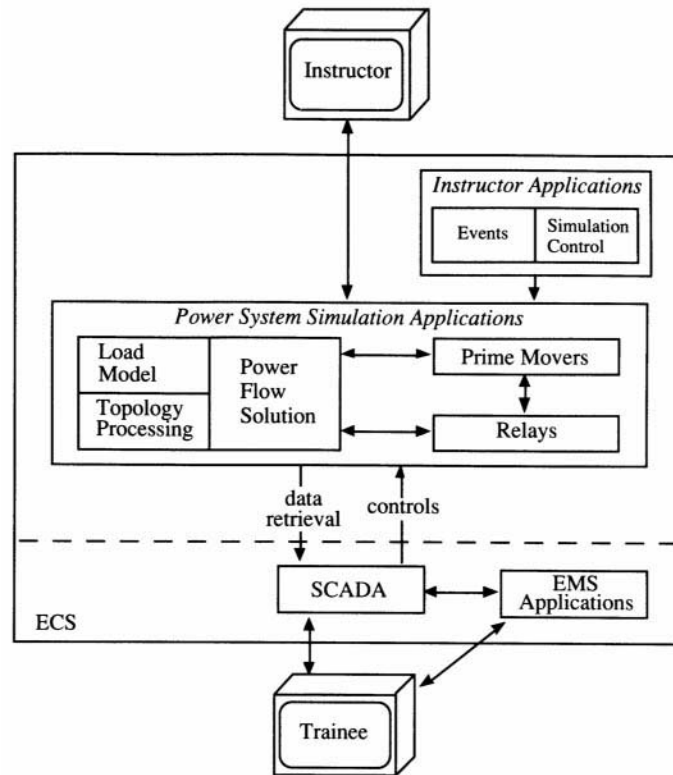 Instructor
Instructor Applications
Events
Simulation
Control
Power System Simulation Applications
Load
Model
Topology
Processing
Power
Flow
Solution
Prime Movers
Relays
data
retrieval
controls
SCADA
EMS
Applications
ECS
Trainee